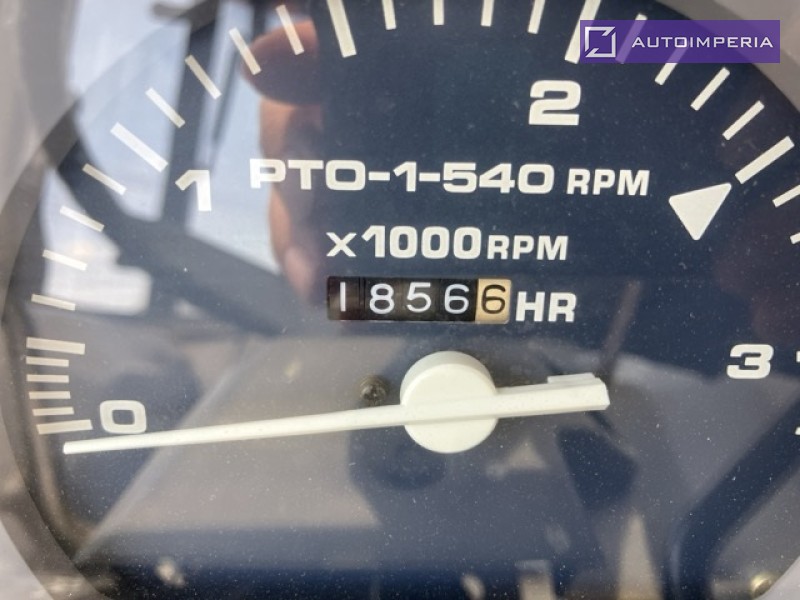 AUTOIMPERIA
2
1
PTO-1-540 RPM
x1000RPM
18566 HR
3
0